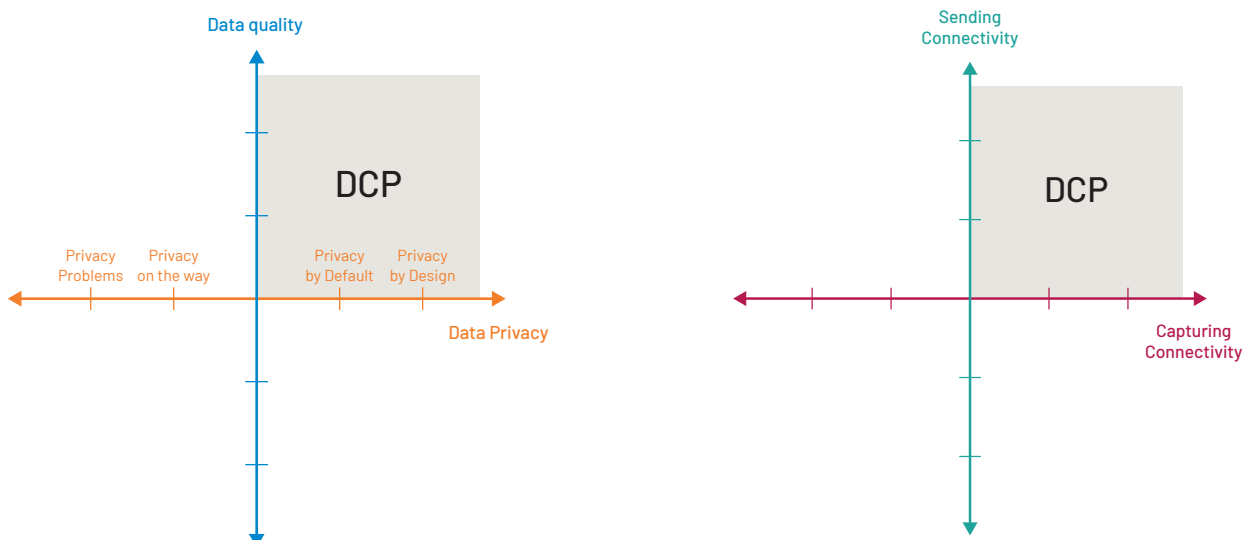 Data quality
DCP
Privacy
Problems
Privacy
on the way
Privacy
by Default
Privacy
by Design
Data Privacy
Sending
Connectivity
DCP
Capturing
Connectivity